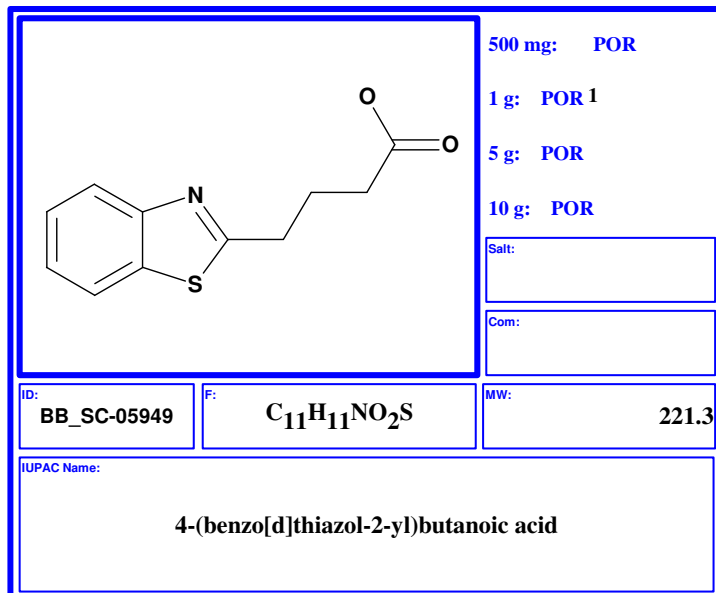 500 mg: POR
1 g: POR 1
5 g: POR
10 g: POR
O
O
N
S
Salt:
Com:
ID:
BB_SC-05949
F:
C11H11NO2S
MW:
221.3
IUPAC Name:
4-(benzo[d]thiazol-2-yl)butanoic acid